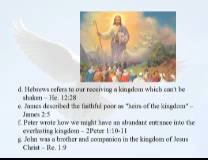 d. Hebrews refers to our receiving a kingdom which can't be
shaken – He. 12:28
e. James described the faithful poor as "heirs of the kingdom" –
James 2:5
f. Peter wrote how we might have an abundant entrance into the
everlasting kingdom – 2Peter 1:10-11
g. John was a brother and companion in the kingdom of Jesus
Christ – Re. 1:9